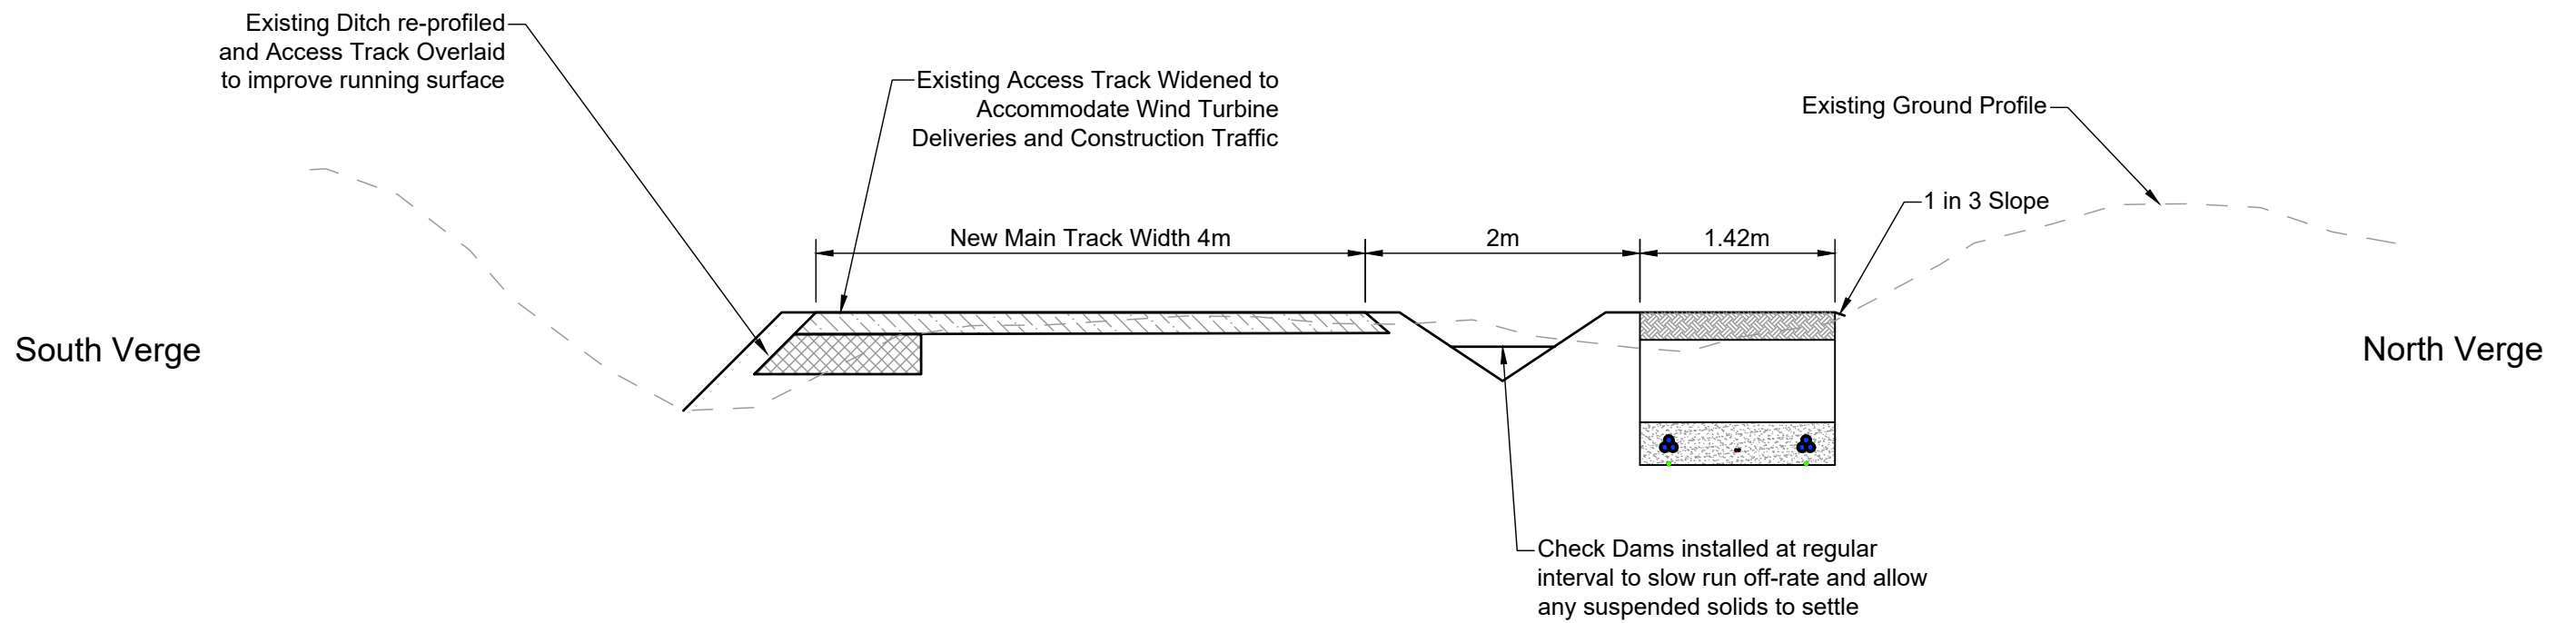 Existing Ditch re-profiled
and Access Track Overlaid
to improve running surface
Existing Access Track Widened to
Accommodate Wind Turbine
Deliveries and Construction Traffic
Existing Ground Profile
1 in 3 Slope
New Main Track Width 4m
2m
1.42m
South Verge
North Verge
Check Dams installed at regular
interval to slow run off-rate and allow
any suspended solids to settle